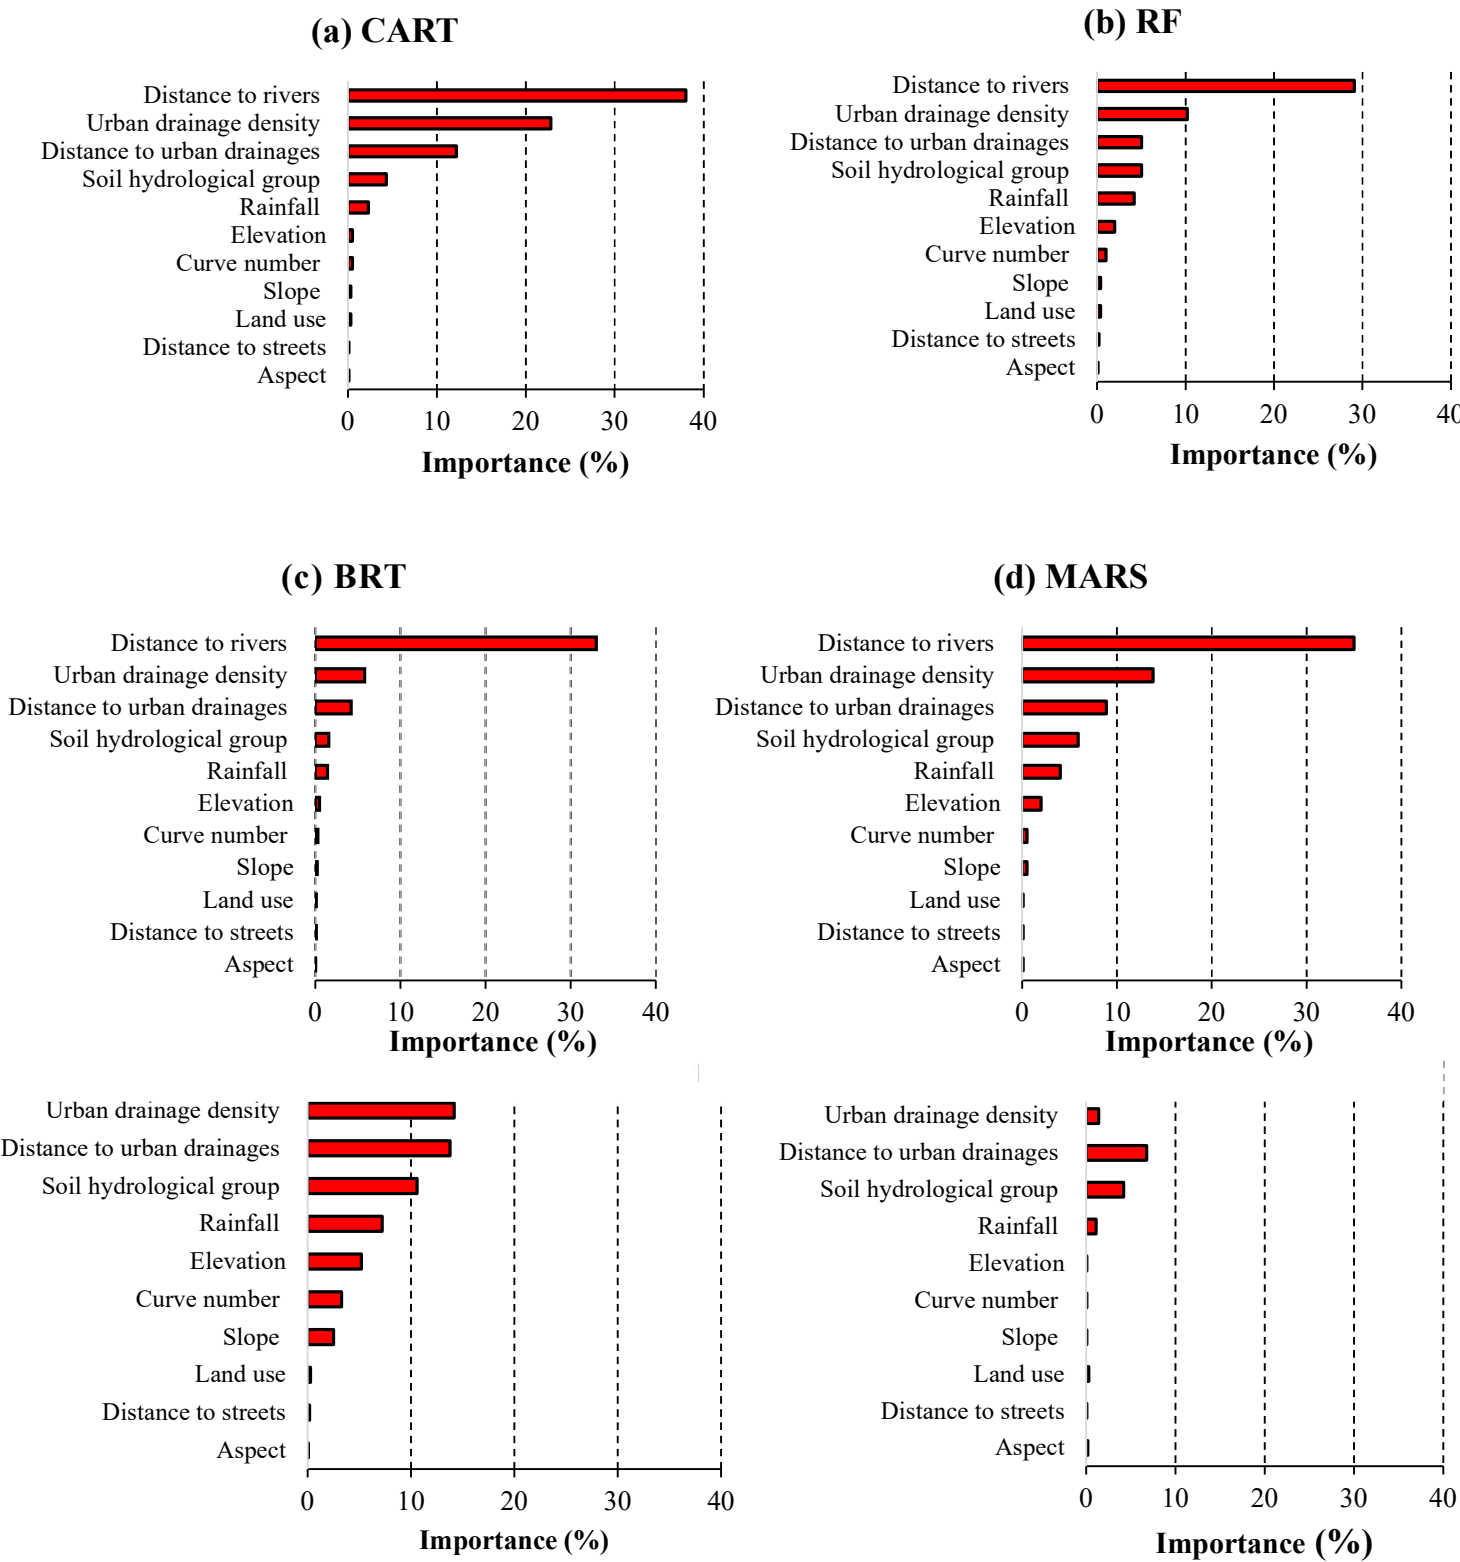 (a) CART
Distance to rivers
Urban drainage density
Distance to urban drainages
Soil hydrological group
Rainfall
Elevation
Curve number
Slope
Land use
Distance to streets
Aspect
0 10 20 30 40
Importance (%)
(b) RF
Distance to rivers
Urban drainage density
Distance to urban drainages
Soil hydrological group
Rainfall
Elevation
Curve number
Slope
Land use
Distance to streets
Aspect
0 10 20 30 40
Importance (%)
(c) BRT
Distance to rivers
Urban drainage density
Distance to urban drainages
Soil hydrological group
Rainfall
Elevation
Curve number
Slope
Land use
Distance to streets
Aspect
0 10 20 30 40
Importance (%)
(d) MARS
Distance to rivers
Urban drainage density
Distance to urban drainages
Soil hydrological group
Rainfall
Elevation
Curve number
Slope
Land use
Distance to streets
Aspect
0 10 20 30 40
Importance (%)
Urban drainage density
Distance to urban drainages
Soil hydrological group
Rainfall
Elevation
Curve number
Slope
Land use
Distance to streets
Aspect
0 10 20 30 40
Importance (%)
Urban drainage density
Distance to urban drainages
Soil hydrological group
Rainfall
Elevation
Curve number
Slope
Land use
Distance to streets
Aspect
0 10 20 30 40
Importance (%)